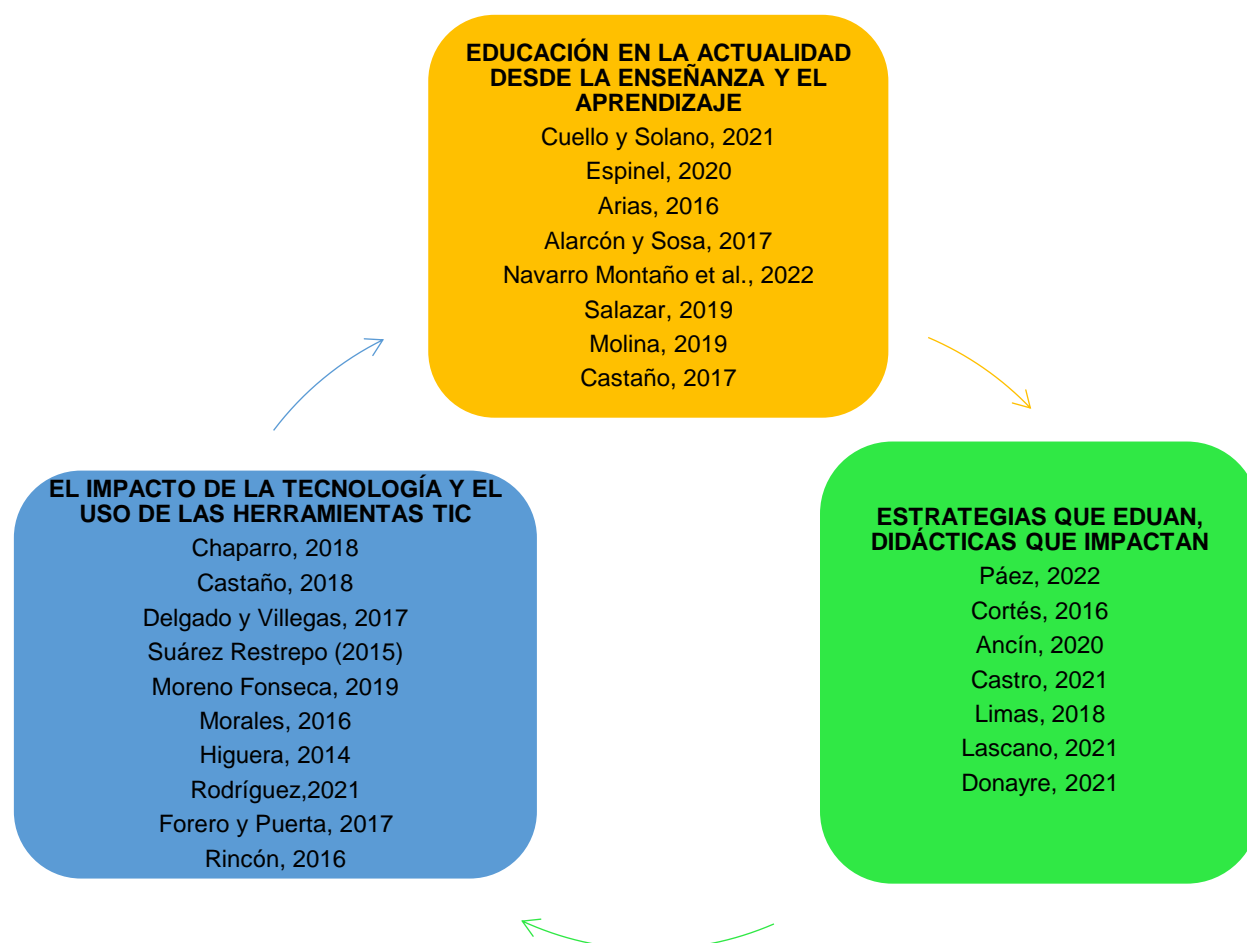 EDUCACIÓN EN LA ACTUALIDAD
DESDE LA ENSEÑANZA Y EL
APRENDIZAJE
Cuello y Solano, 2021
Espinel, 2020
Arias, 2016
Alarcón y Sosa, 2017
Navarro Montaño et al., 2022
Salazar, 2019
Molina, 2019
Castaño, 2017
EL IMPACTO DE LA TECNOLOGÍA Y EL
USO DE LAS HERRAMIENTAS TIC
Chaparro, 2018
Castaño, 2018
Delgado y Villegas, 2017
Suárez Restrepo (2015)
Moreno Fonseca, 2019
Morales, 2016
Higuera, 2014
Rodríguez,2021
Forero y Puerta, 2017
Rincón, 2016
ESTRATEGIAS QUE EDUAN,
DIDÁCTICAS QUE IMPACTAN
Páez, 2022
Cortés, 2016
Ancín, 2020
Castro, 2021
Limas, 2018
Lascano, 2021
Donayre, 2021